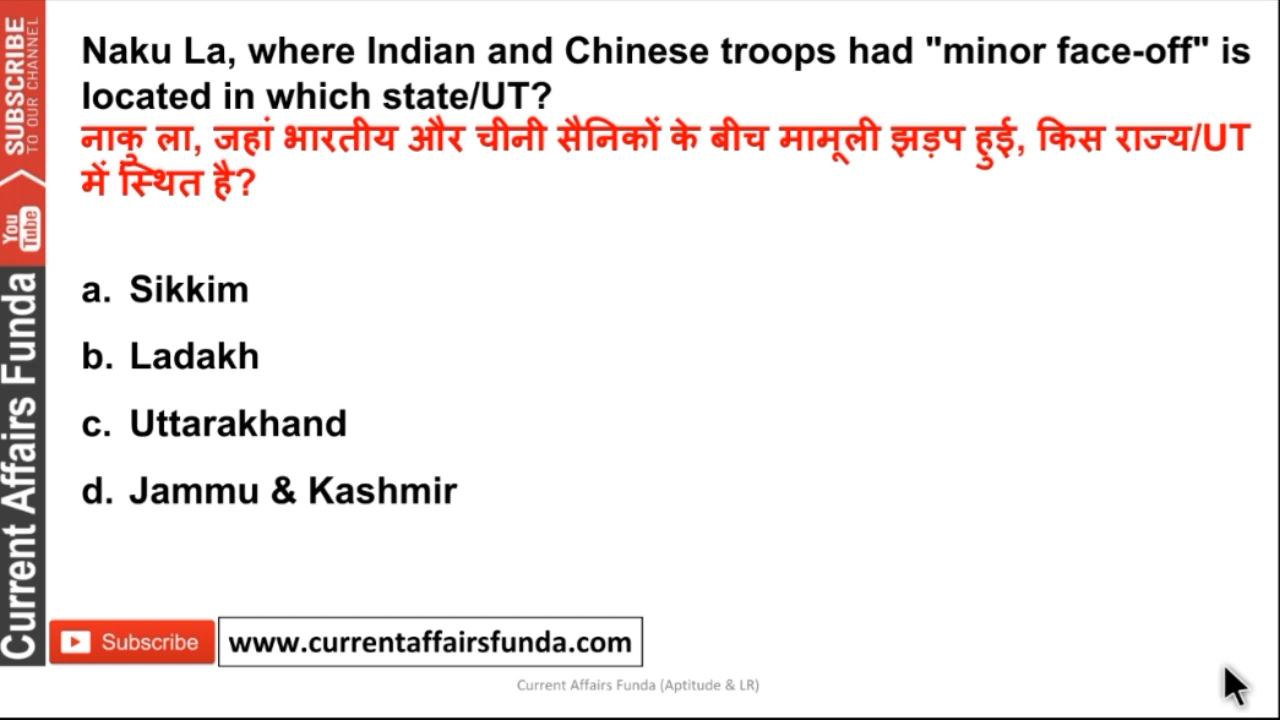 Naku La, where Indian and Chinese troops had "minor face-off" is
located in which state/UT?
नाकु ला, जहां भारतीय और चीनी सैनिकों के बीच मामूली झड़प हुई, किस राज्य/UT
में स्थित है?
a. Sikkim
b. Ladakh
c. Uttarakhand
d. Jammu & Kashmir
SUBSCRIBE
TO OUR CHANNEL
You
Tube
Current Affairs Funda
Subscribe
www.currentaffairsfunda.com
Current Affairs Funda (Aptitude & LR)